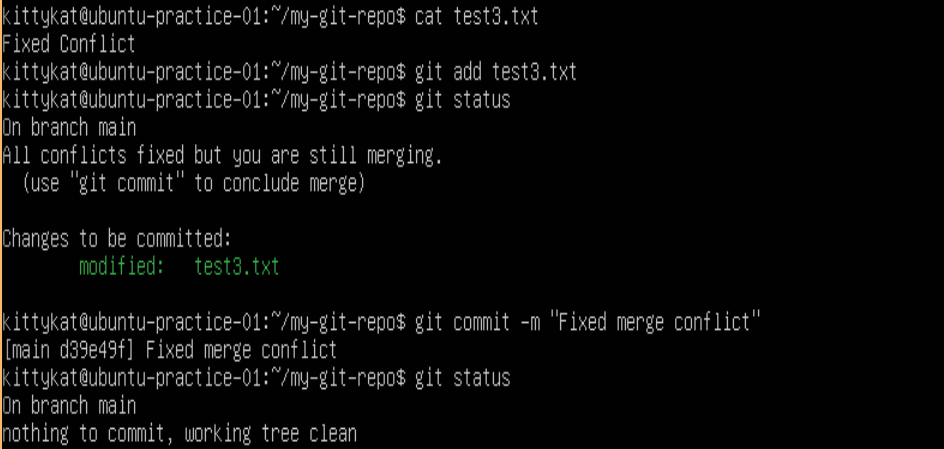 kittykat@ubuntu-practice-01:~/my-git-repo$ cat test3.txt
Fixed Conflict
kittykat@ubuntu-practice-01:~/my-git-repo$ git add test3.txt
kittykat@ubuntu-practice-01:~/my-git-repo$ git status
On branch main
All conflicts fixed but you are still merging.
  (use "git commit" to conclude merge)

Changes to be committed:
        modified:   test3.txt

kittykat@ubuntu-practice-01:~/my-git-repo$ git commit -m "Fixed merge conflict"
[main d39e49f] Fixed merge conflict
kittykat@ubuntu-practice-01:~/my-git-repo$ git status
On branch main
nothing to commit, working tree clean